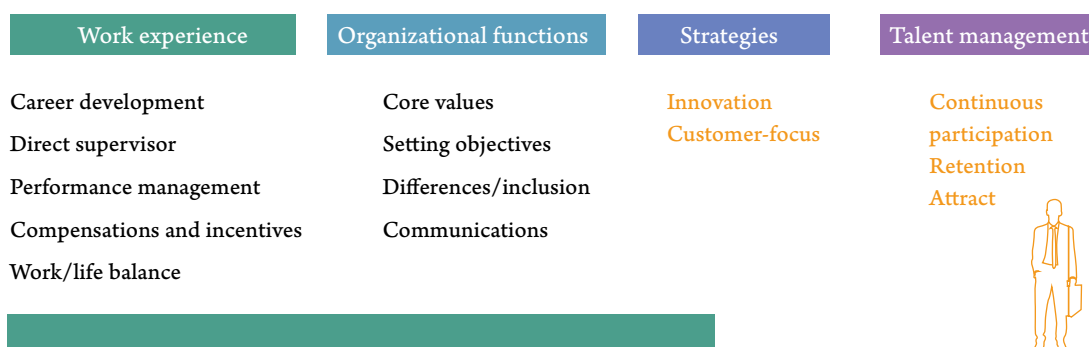 Work experience
Career development
Direct supervisor
Performance management
Compensations and incentives
Work/life balance
Organizational functions
Core values
Setting objectives
Differences/inclusion
Communications
Strategies
Innovation
Customer-focus
Talent management
Continuous
participation
Retention
Attract